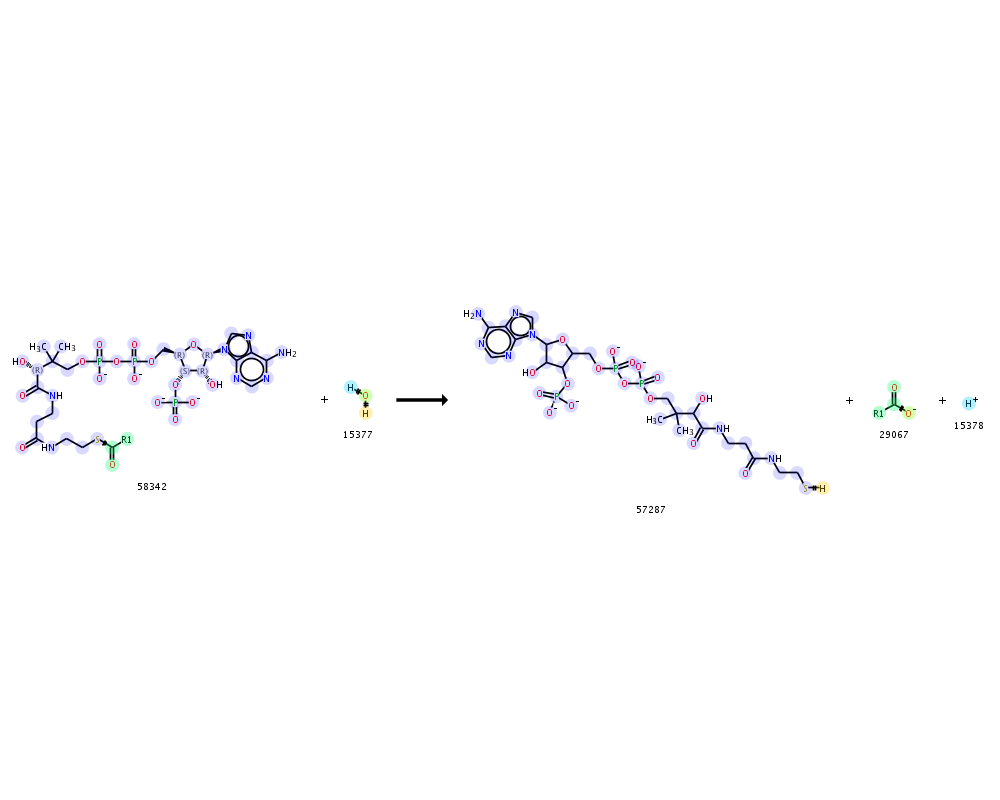 H₃C CH₃ O O O N N
HO (R) O P O P O (R) O (R) N NH₂
O⁻ O⁻ (S) (R) N N
O NH O OH
O⁻ P O⁻
O
O HN S R1
O
58342
+
H O
H
15377
H₂N N N
N N N O
HO O O P O⁻ O
O P O⁻ O⁻ O P O
O⁻ O
H₃C CH₃ OH
O NH
O NH
S H
57287
+
O
R1 O⁻
29067
+
H⁺
15378